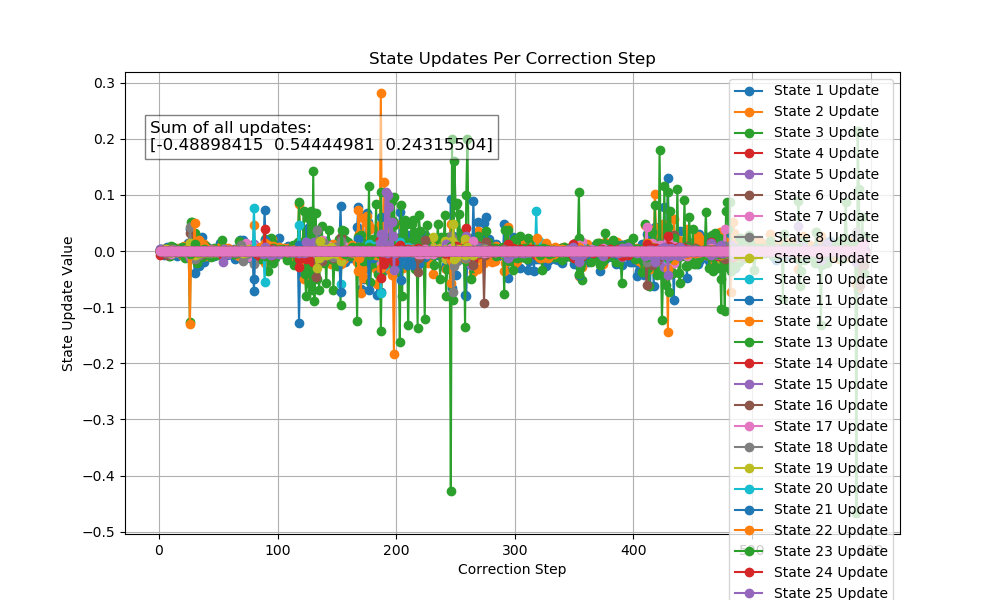 State Updates Per Correction Step
0.3
0.2
0.1
0.0
−0.1
−0.2
−0.3
−0.4
−0.5
State Update Value
Sum of all updates:
[-0.48898415  0.54444981  0.24315504]
State 1 Update
State 2 Update
State 3 Update
State 4 Update
State 5 Update
State 6 Update
State 7 Update
State 8 Update
State 9 Update
State 10 Update
State 11 Update
State 12 Update
State 13 Update
State 14 Update
State 15 Update
State 16 Update
State 17 Update
State 18 Update
State 19 Update
State 20 Update
State 21 Update
State 22 Update
State 23 Update
State 24 Update
State 25 Update
0
100
200
300
400
Correction Step